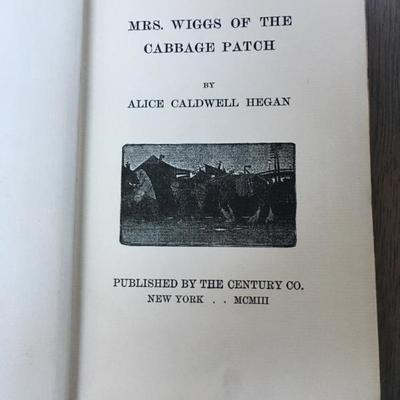 MRS. WIGGS OF THE
CABBAGE PATCH
BY
ALICE CALDWELL HEGAN
PUBLISHED BY THE CENTURY CO.
NEW YORK . . MCMIII